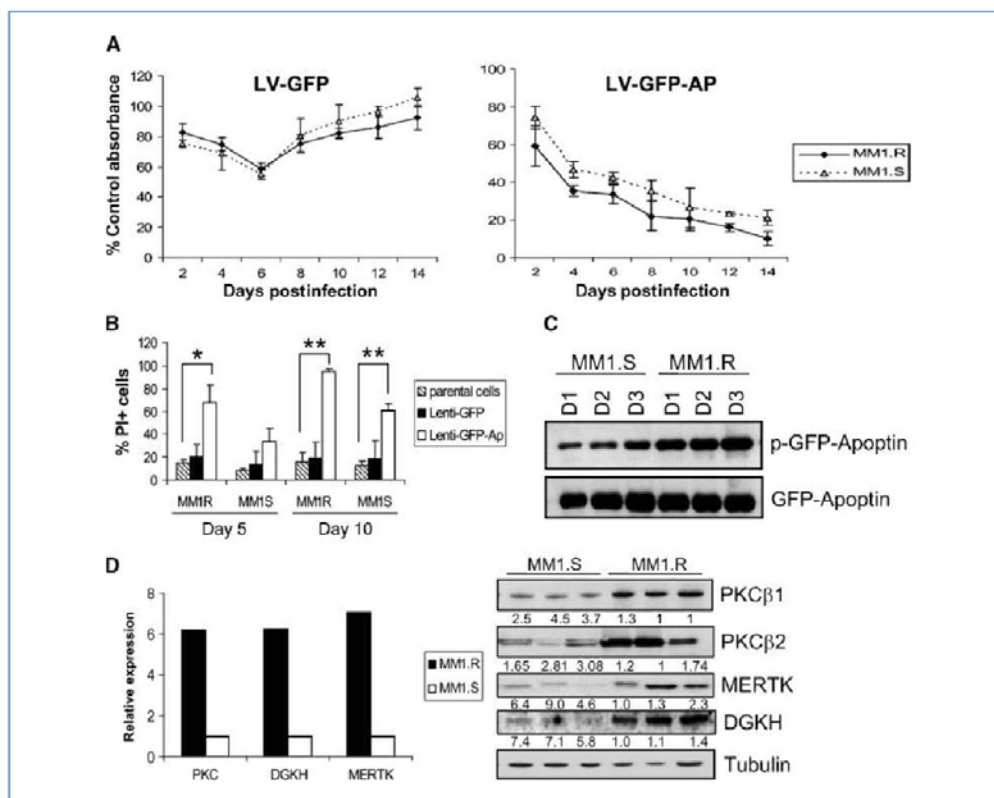 A
LV-GFP
% Control absorbance
120
100
80
60
40
20
0
2 4 6 8 10 12 14
Days postinfection
LV-GFP-AP
100
80
60
40
20
0
2 4 6 8 10 12 14
Days postinfection
MM1.R
MM1.S
B
% PI+ cells
120
100
80
60
40
20
0
* ** **
MM1R MM1S MM1R MM1S
Day 5 Day 10
parental cells
Lenti-GFP
Lenti-GFP-Ap
C
MM1.S MM1.R
D1 D2 D3 D1 D2 D3
p-GFP-Apoptin
GFP-Apoptin
D
Relative expression
8
6
4
2
0
PKC DGKH MERTK
MM1.R
MM1.S
MM1.S MM1.R
PKCβ1
2.5 4.5 3.7 1.3 1 1
PKCβ2
1.65 2.81 3.08 1.2 1 1.74
MERTK
6.4 9.0 4.6 1.0 1.3 2.3
DGKH
7.4 7.1 5.8 1.0 1.1 1.4
Tubulin